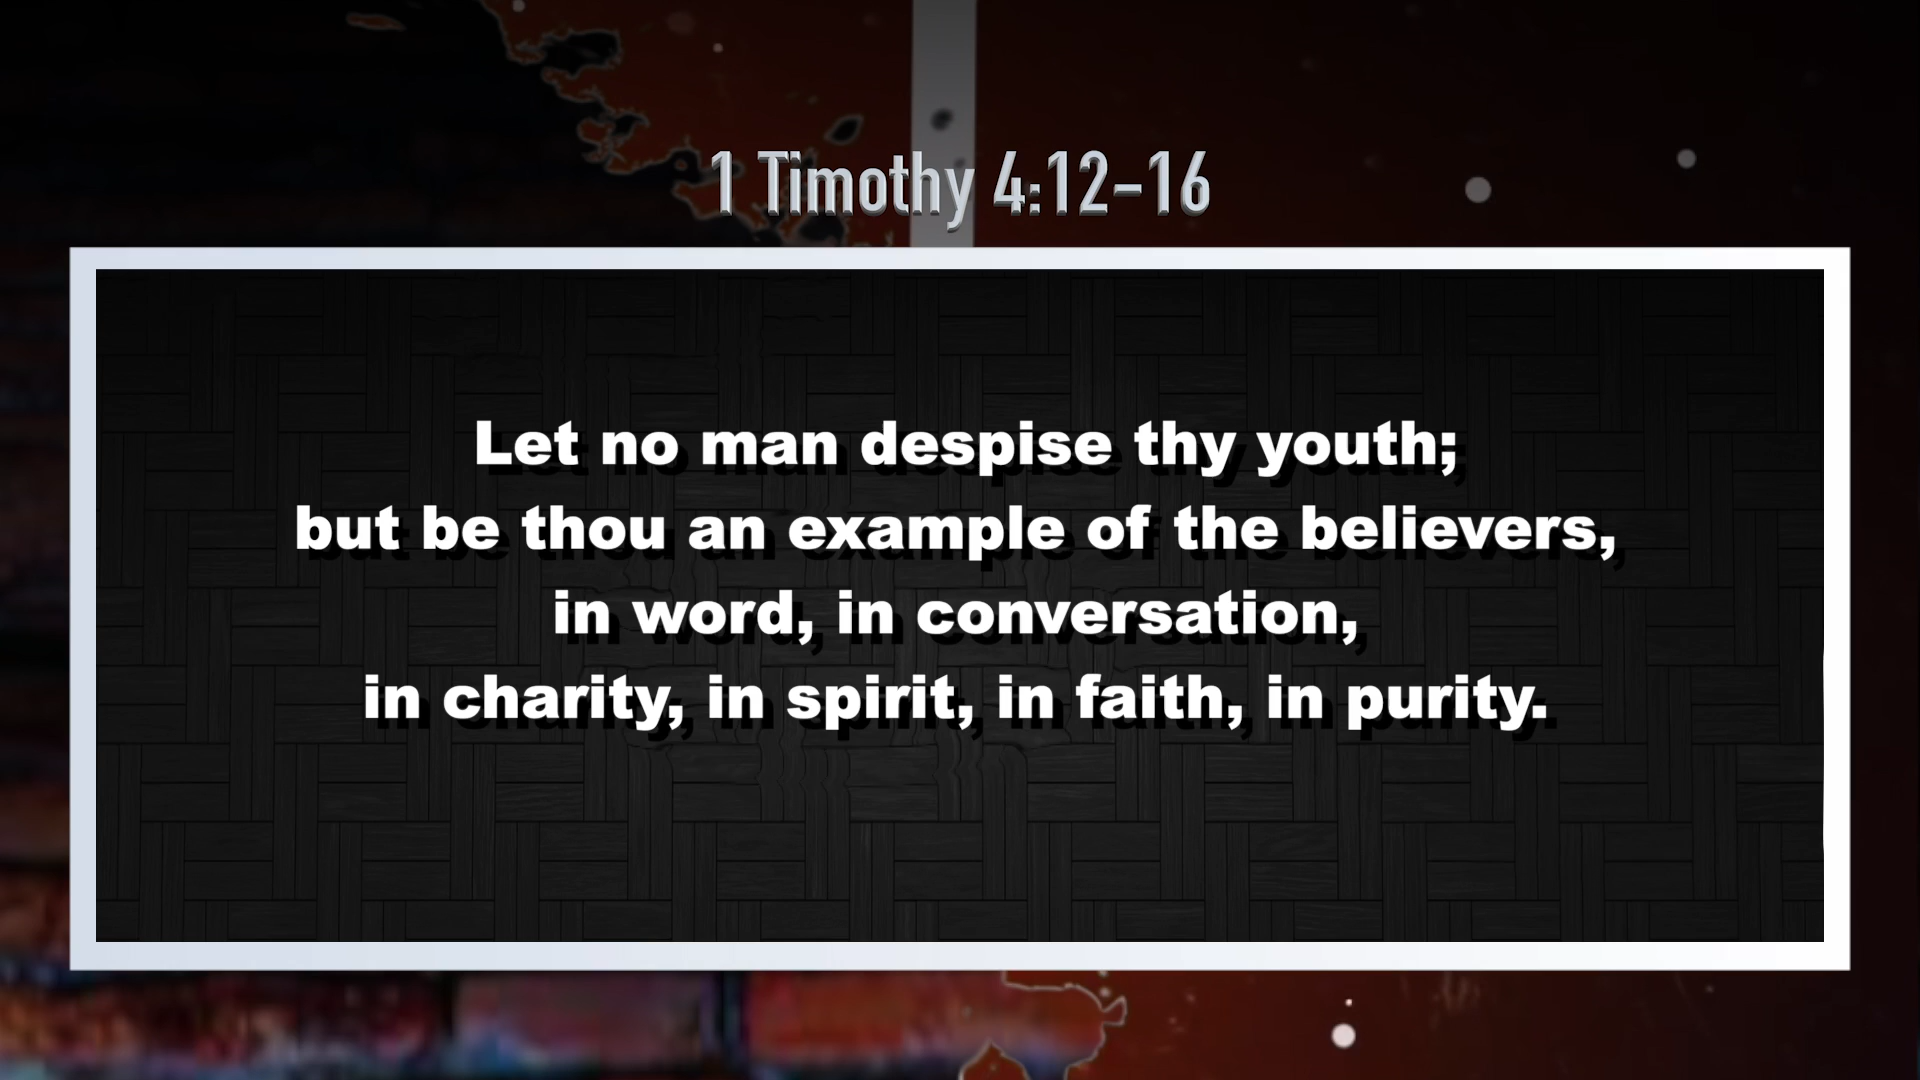 1 Timothy 4:12–16
Let no man despise thy youth;
but be thou an example of the believers,
in word, in conversation,
in charity, in spirit, in faith, in purity.